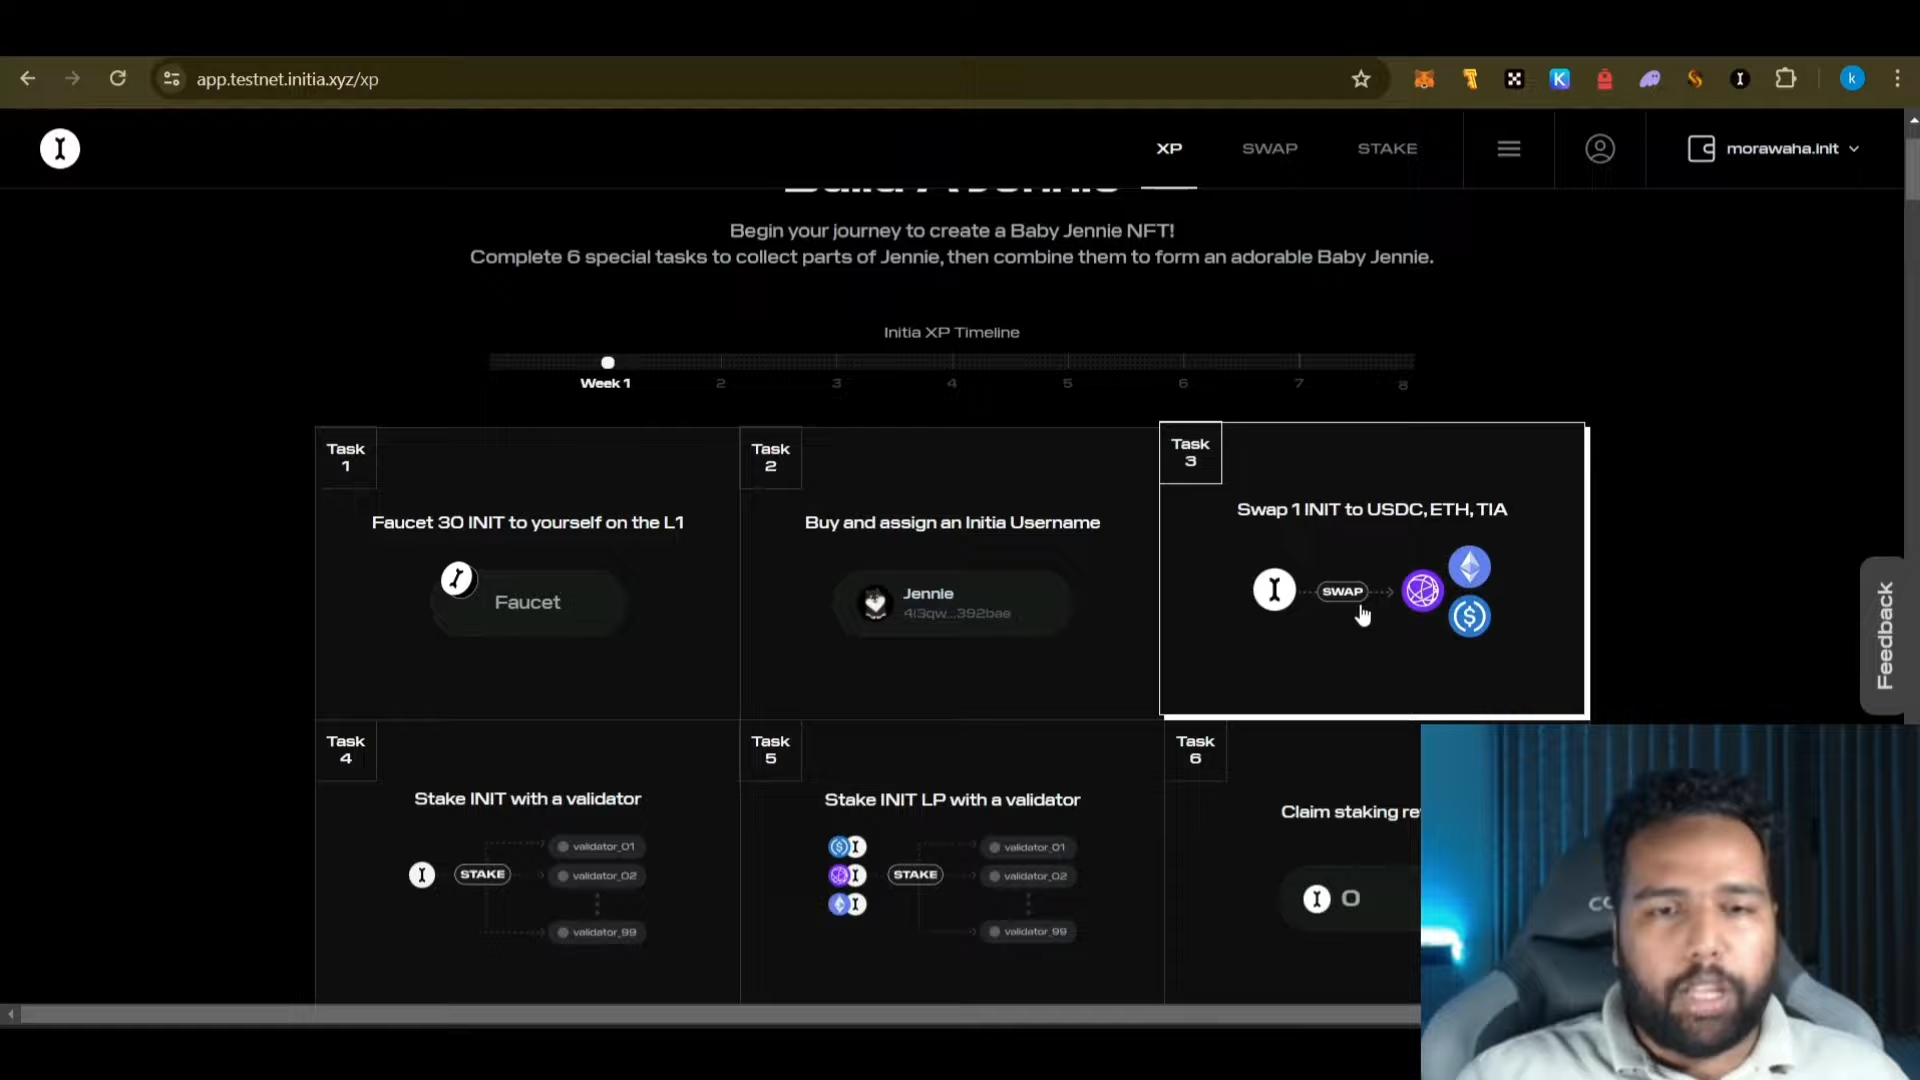 app.testnet.initia.xyz/xp
K
k
XP
SWAP
STAKE
morawaha.init
Begin your journey to create a Baby Jennie NFT!
Complete 6 special tasks to collect parts of Jennie, then combine them to form an adorable Baby Jennie.
Initia XP Timeline
Week 1
2
3
4
5
6
7
8
Task
1
Faucet 30 INIT to yourself on the L1
Faucet
Task
2
Buy and assign an Initia Username
Jennie
4l3qw...392bae
Task
3
Swap 1 INIT to USDC, ETH, TIA
SWAP
Feedback
Task
4
Stake INIT with a validator
STAKE
validator_01
validator_02
validator_99
Task
5
Stake INIT LP with a validator
STAKE
validator_01
validator_02
validator_99
Task
6
Claim staking re
0